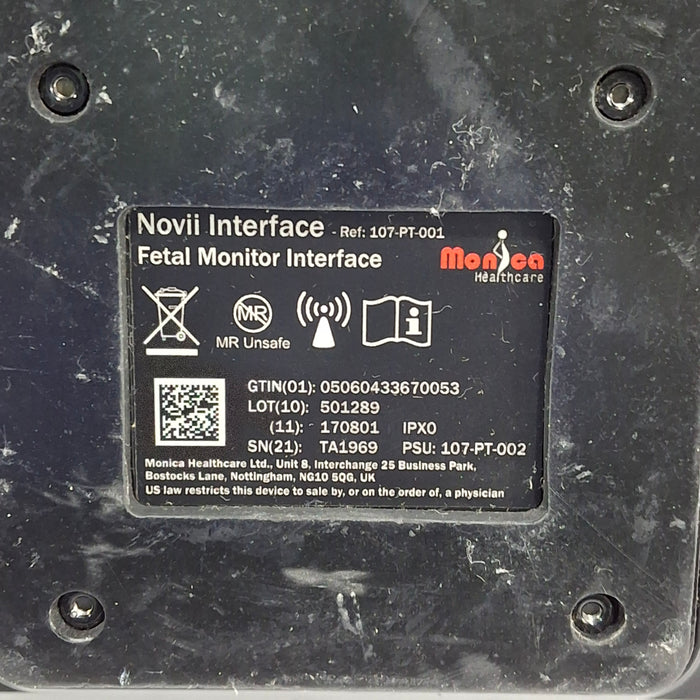 Novii Interface - Ref: 107-PT-001
Fetal Monitor Interface
Monica
Healthcare
MR
MR Unsafe
GTIN(01): 05060433670053
LOT(10): 501289
(11): 170801 IPX0
SN(21): TA1969 PSU: 107-PT-002
Monica Healthcare Ltd., Unit 8, Interchange 25 Business Park,
Bostocks Lane, Nottingham, NG10 5QG, UK
US law restricts this device to sale by, or on the order of, a physician